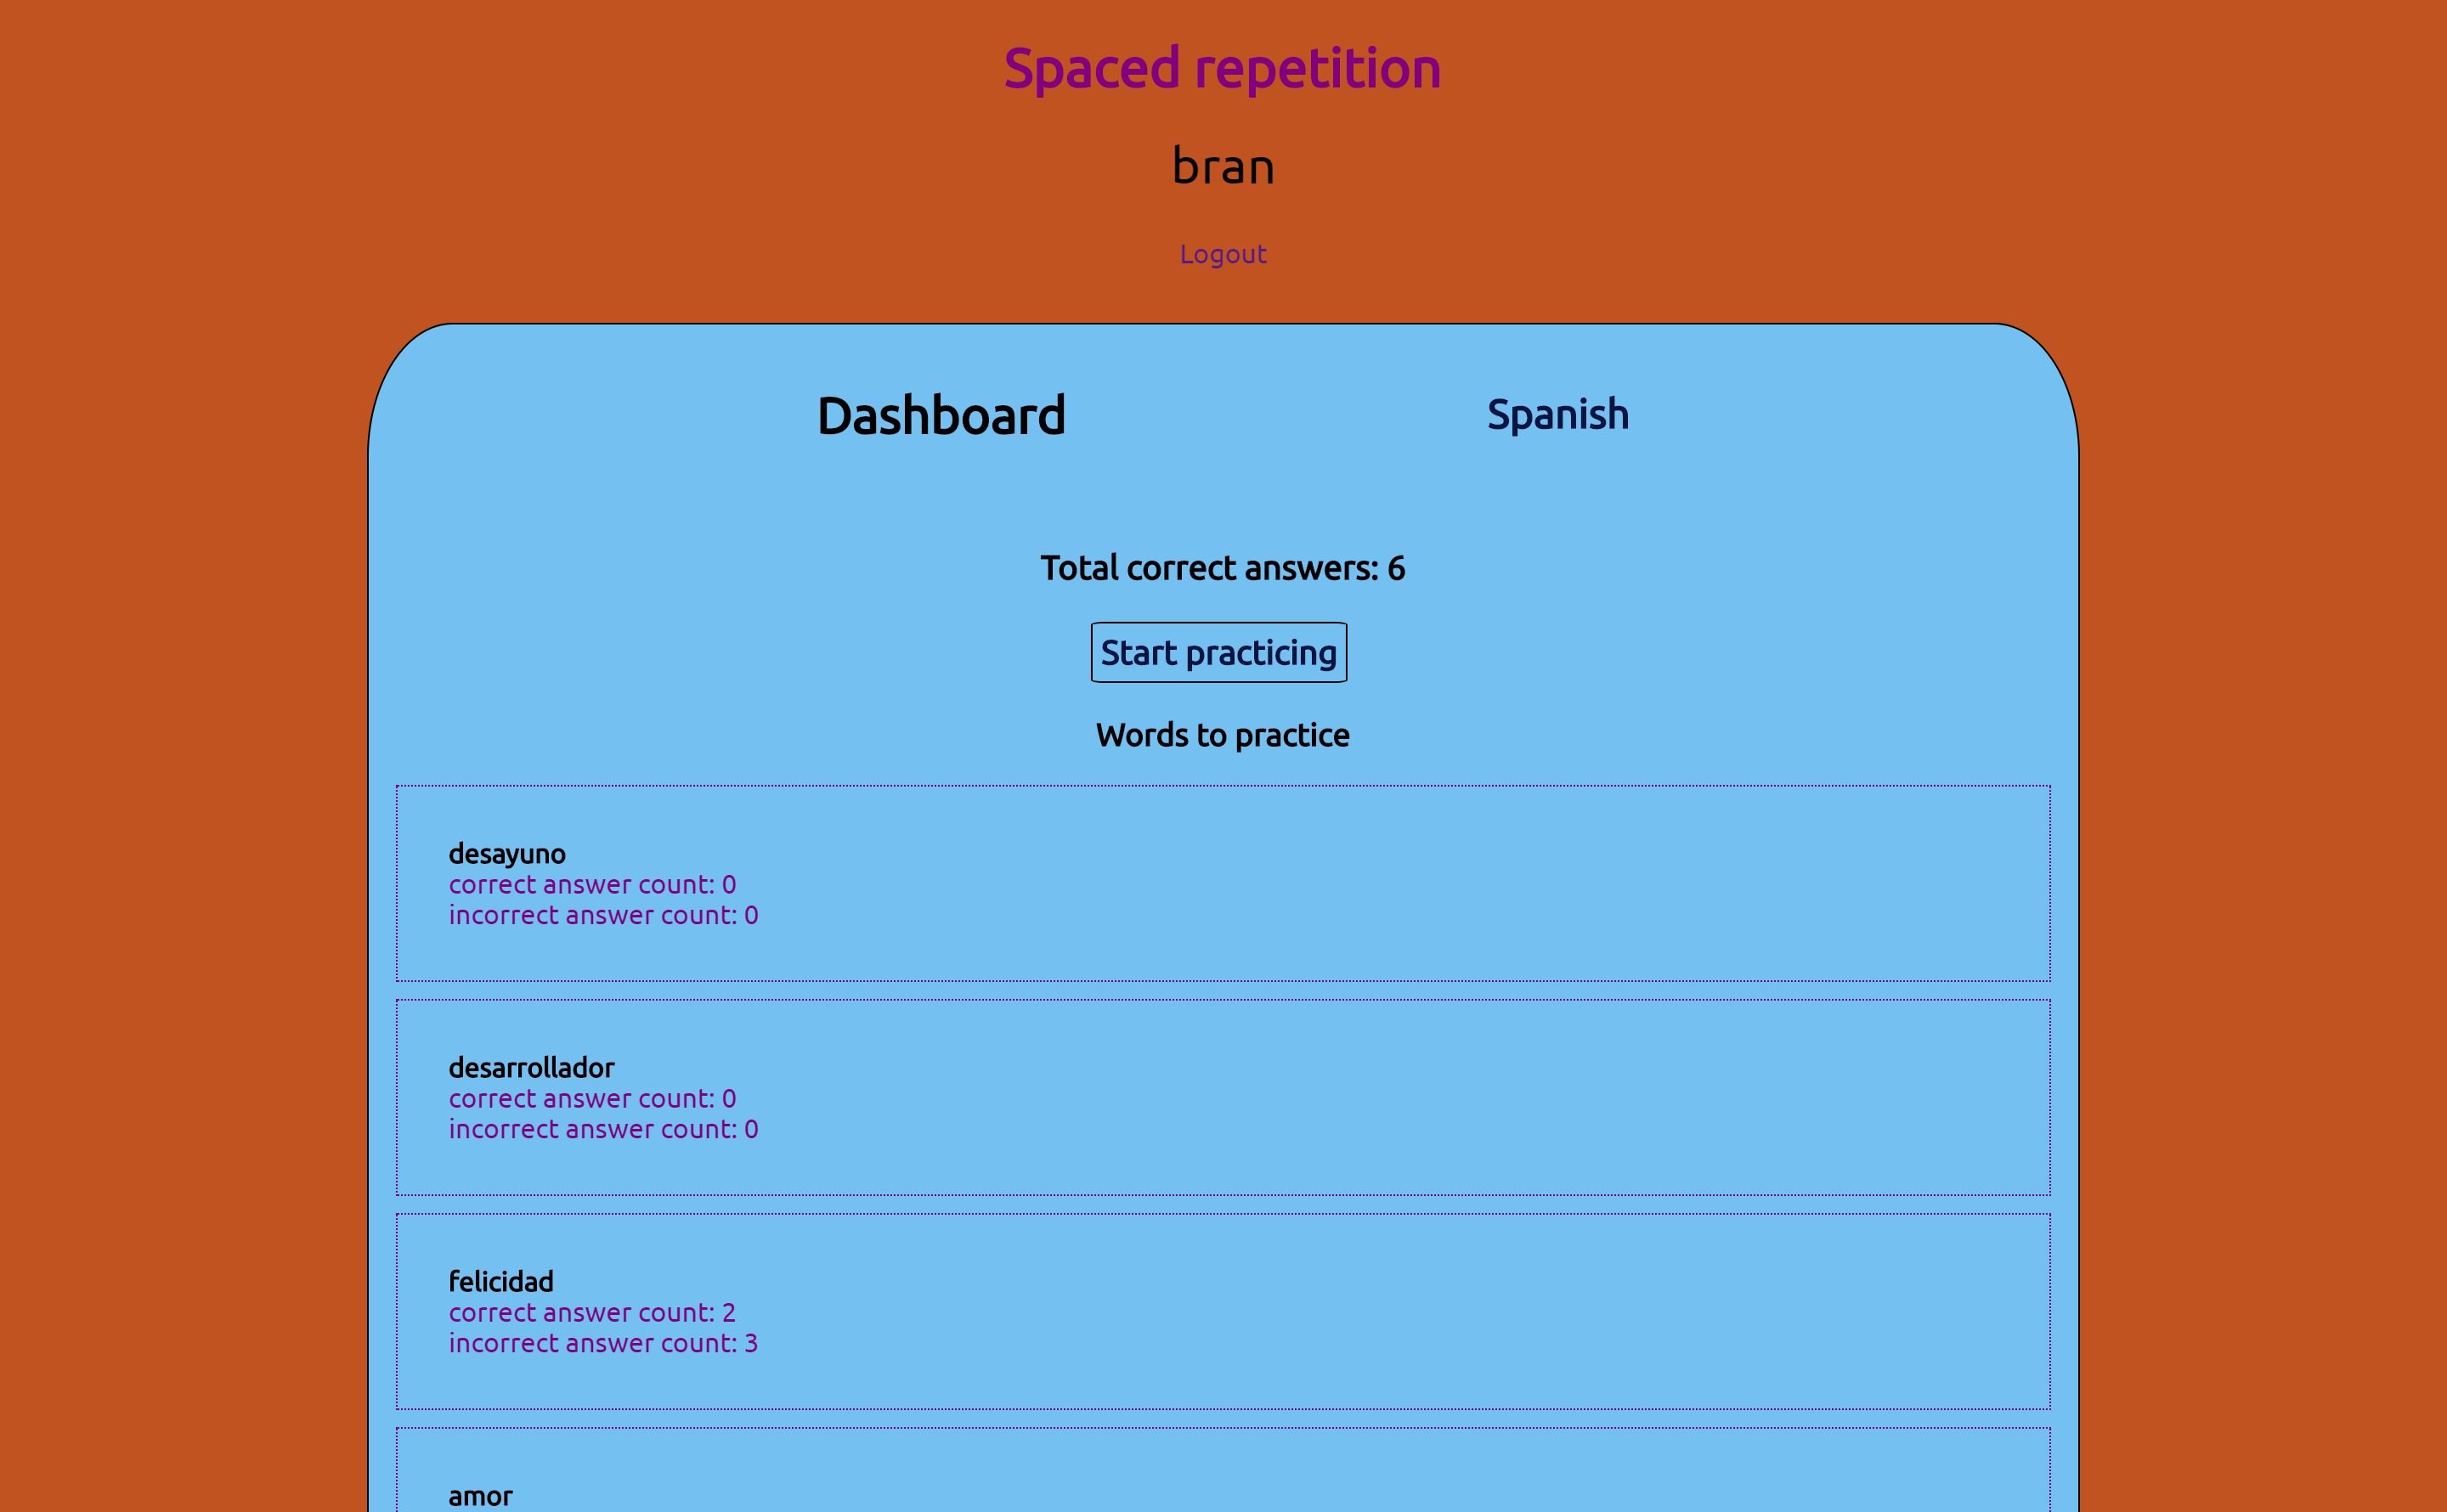 Spaced repetition
bran
Logout
Dashboard
Spanish
Total correct answers: 6
Start practicing
Words to practice
desayuno
correct answer count: 0
incorrect answer count: 0
desarrollador
correct answer count: 0
incorrect answer count: 0
felicidad
correct answer count: 2
incorrect answer count: 3
amor